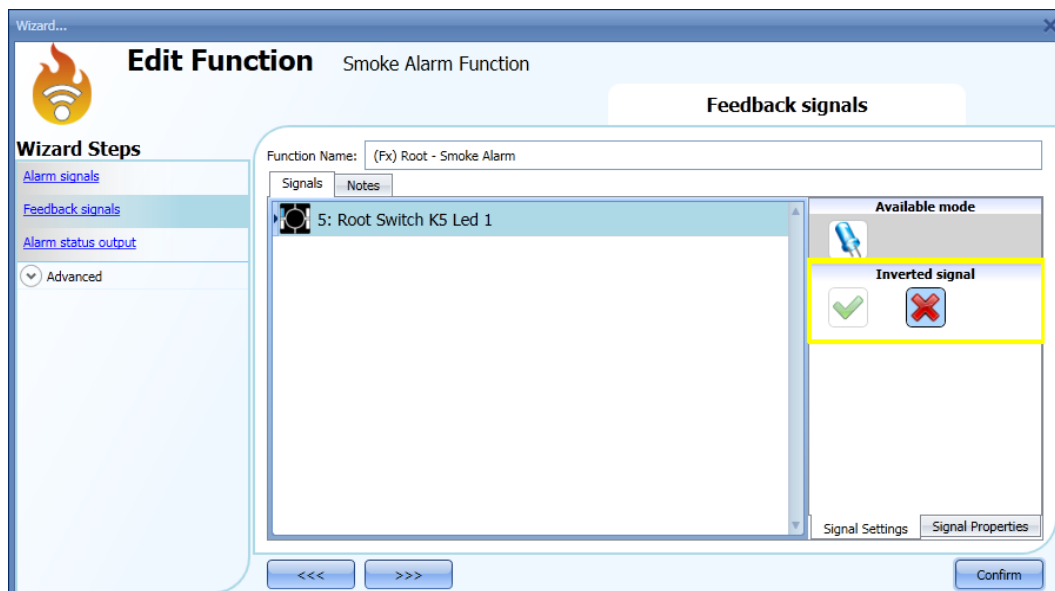 Wizard...
Edit Function Smoke Alarm Function
Feedback signals
Wizard Steps
Alarm signals
Feedback signals
Alarm status output
Advanced
Function Name: (Fx) Root - Smoke Alarm
Signals Notes
5: Root Switch K5 Led 1
Available mode
Inverted signal
Signal Settings Signal Properties
<<< >>> Confirm